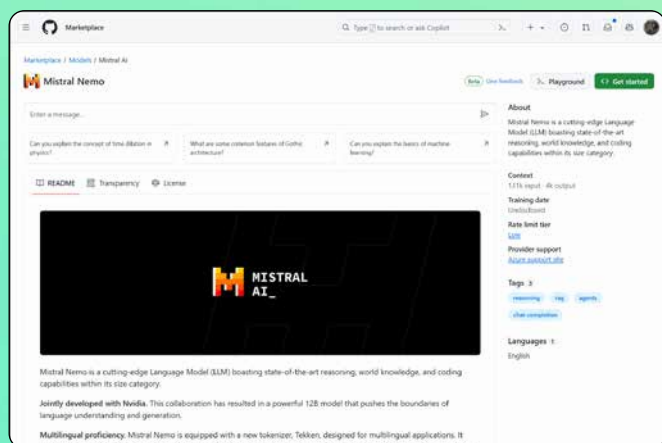 Marketplace
Type / to search or ask Copilot
Marketplace / Models / Mistral AI
Mistral Nemo
Beta Give feedback Playground Get started
Enter a message...
Can you explain the concept of time dilation in physics?
What are some common features of Gothic architecture?
Can you explain the basics of machine learning?
README Transparency License
MISTRAL
AI_
Mistral Nemo is a cutting-edge Language Model (LLM) boasting state-of-the-art reasoning, world knowledge, and coding
capabilities within its size category.
Jointly developed with Nvidia. This collaboration has resulted in a powerful 12B model that pushes the boundaries of
language understanding and generation.
Multilingual proficiency. Mistral Nemo is equipped with a new tokenizer, Tekken, designed for multilingual applications. It
About
Mistral Nemo is a cutting-edge Language
Model (LLM) boasting state-of-the-art
reasoning, world knowledge, and coding
capabilities within its size category.
Context
131k input · 4k output
Training date
Undisclosed
Rate limit tier
Low
Provider support
Azure support site
Tags 3
reasoning rag agents
chat completion
Languages 1
English